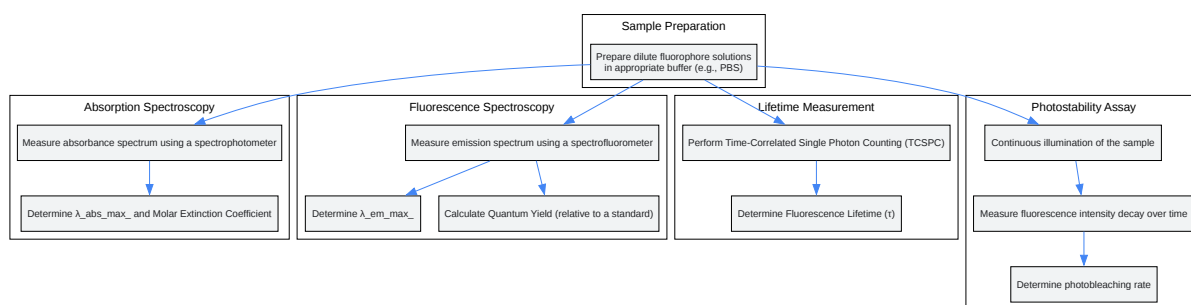 Sample Preparation
Prepare dilute fluorophore solutions
in appropriate buffer (e.g., PBS)
Absorption Spectroscopy
Measure absorbance spectrum using a spectrophotometer
Determine λ_abs_max_ and Molar Extinction Coefficient
Fluorescence Spectroscopy
Measure emission spectrum using a spectrofluorometer
Determine λ_em_max_
Calculate Quantum Yield (relative to a standard)
Lifetime Measurement
Perform Time-Correlated Single Photon Counting (TCSPC)
Determine Fluorescence Lifetime (τ)
Photostability Assay
Continuous illumination of the sample
Measure fluorescence intensity decay over time
Determine photobleaching rate